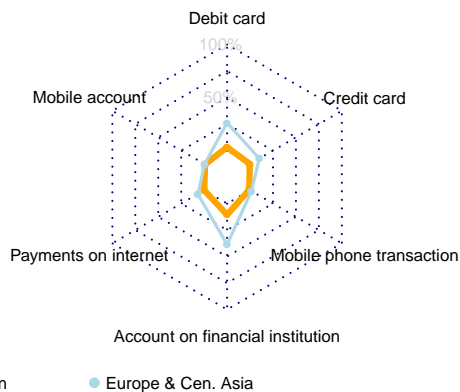 Debit card
100%
Mobile account
50%
Credit card
Payments on internet
Mobile phone transaction
Account on financial institution
Europe & Cen. Asia